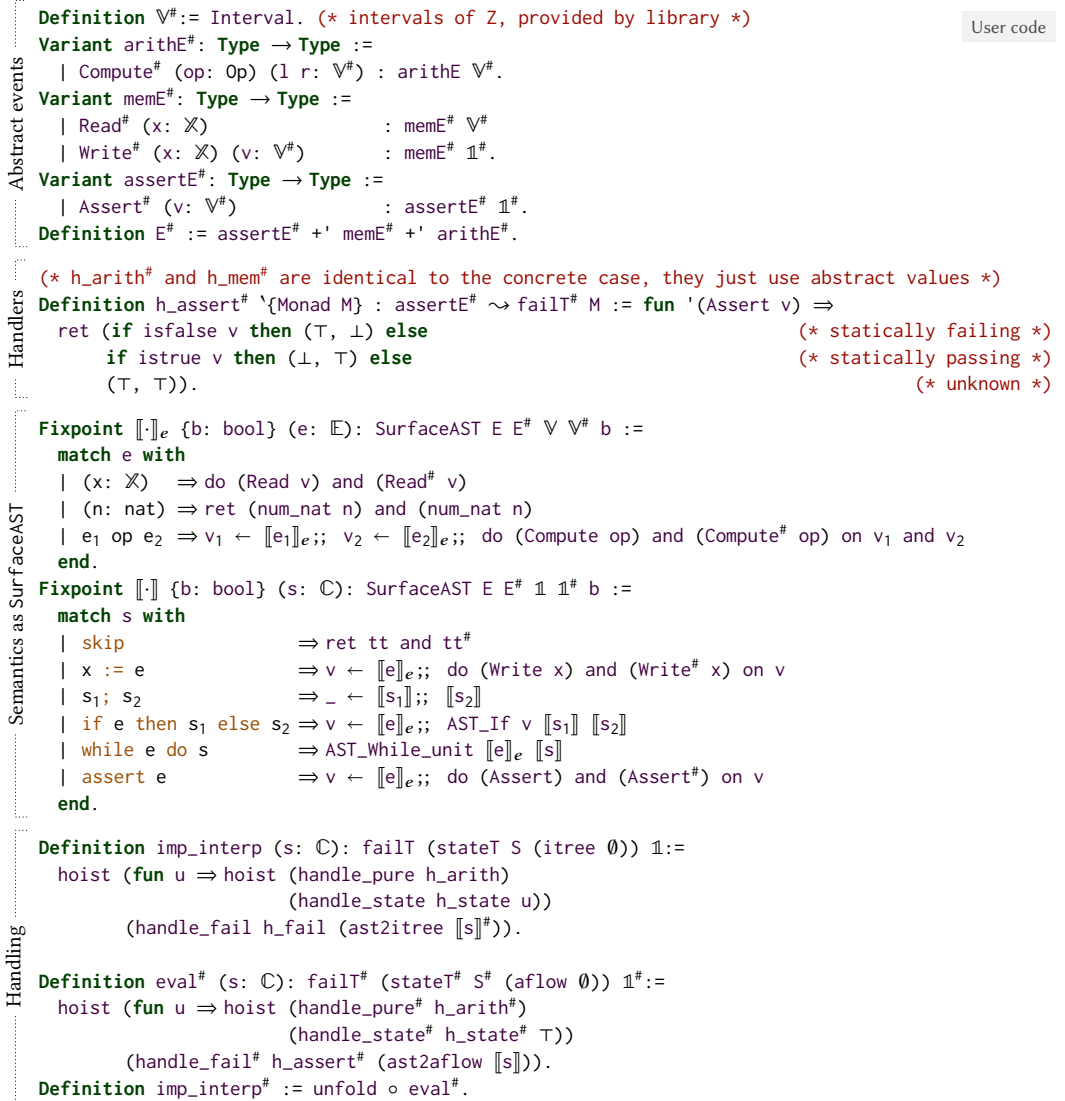 User code
Abstract events
Definition 𝕍#:= Interval. (* intervals of Z, provided by library *)
Variant arithE#: Type → Type :=
| Compute# (op: Op) (l r: 𝕍#) : arithE 𝕍#.
Variant memE#: Type → Type :=
| Read# (x: 𝕏) : memE# 𝕍#
| Write# (x: 𝕏) (v: 𝕍#) : memE# 𝟙#.
Variant assertE#: Type → Type :=
| Assert# (v: 𝕍#) : assertE# 𝟙#.
Definition E# := assertE# +' memE# +' arithE#.
Handlers
(* h_arith# and h_mem# are identical to the concrete case, they just use abstract values *)
Definition h_assert# `{Monad M} : assertE# ⤳ failT# M := fun '(Assert v) ⇒
ret (if isfalse v then (⊤, ⊥) else (* statically failing *)
if istrue v then (⊥, ⊤) else (* statically passing *)
(⊤, ⊤)). (* unknown *)
Semantics as SurfaceAST
Fixpoint ⟦·⟧e {b: bool} (e: 𝔼): SurfaceAST E E# 𝕍 𝕍# b :=
match e with
| (x: 𝕏) ⇒ do (Read v) and (Read# v)
| (n: nat) ⇒ ret (num_nat n) and (num_nat n)
| e₁ op e₂ ⇒ v₁ ← ⟦e₁⟧e;; v₂ ← ⟦e₂⟧e;; do (Compute op) and (Compute# op) on v₁ and v₂
end.
Fixpoint ⟦·⟧ {b: bool} (s: ℂ): SurfaceAST E E# 𝟙 𝟙# b :=
match s with
| skip ⇒ ret tt and tt#
| x := e ⇒ v ← ⟦e⟧e;; do (Write x) and (Write# x) on v
| s₁; s₂ ⇒ _ ← ⟦s₁⟧;; ⟦s₂⟧
| if e then s₁ else s₂ ⇒ v ← ⟦e⟧e;; AST_If v ⟦s₁⟧ ⟦s₂⟧
| while e do s ⇒ AST_While_unit ⟦e⟧e ⟦s⟧
| assert e ⇒ v ← ⟦e⟧e;; do (Assert) and (Assert#) on v
end.
Handling
Definition imp_interp (s: ℂ): failT (stateT S (itree ∅)) 𝟙:=
hoist (fun u ⇒ hoist (handle_pure h_arith)
(handle_state h_state u))
(handle_fail h_fail (ast2itree ⟦s⟧#)).
Definition eval# (s: ℂ): failT# (stateT# S# (aflow ∅)) 𝟙#:=
hoist (fun u ⇒ hoist (handle_pure# h_arith#)
(handle_state# h_state# ⊤))
(handle_fail# h_assert# (ast2aflow ⟦s⟧)).
Definition imp_interp# := unfold ∘ eval#.